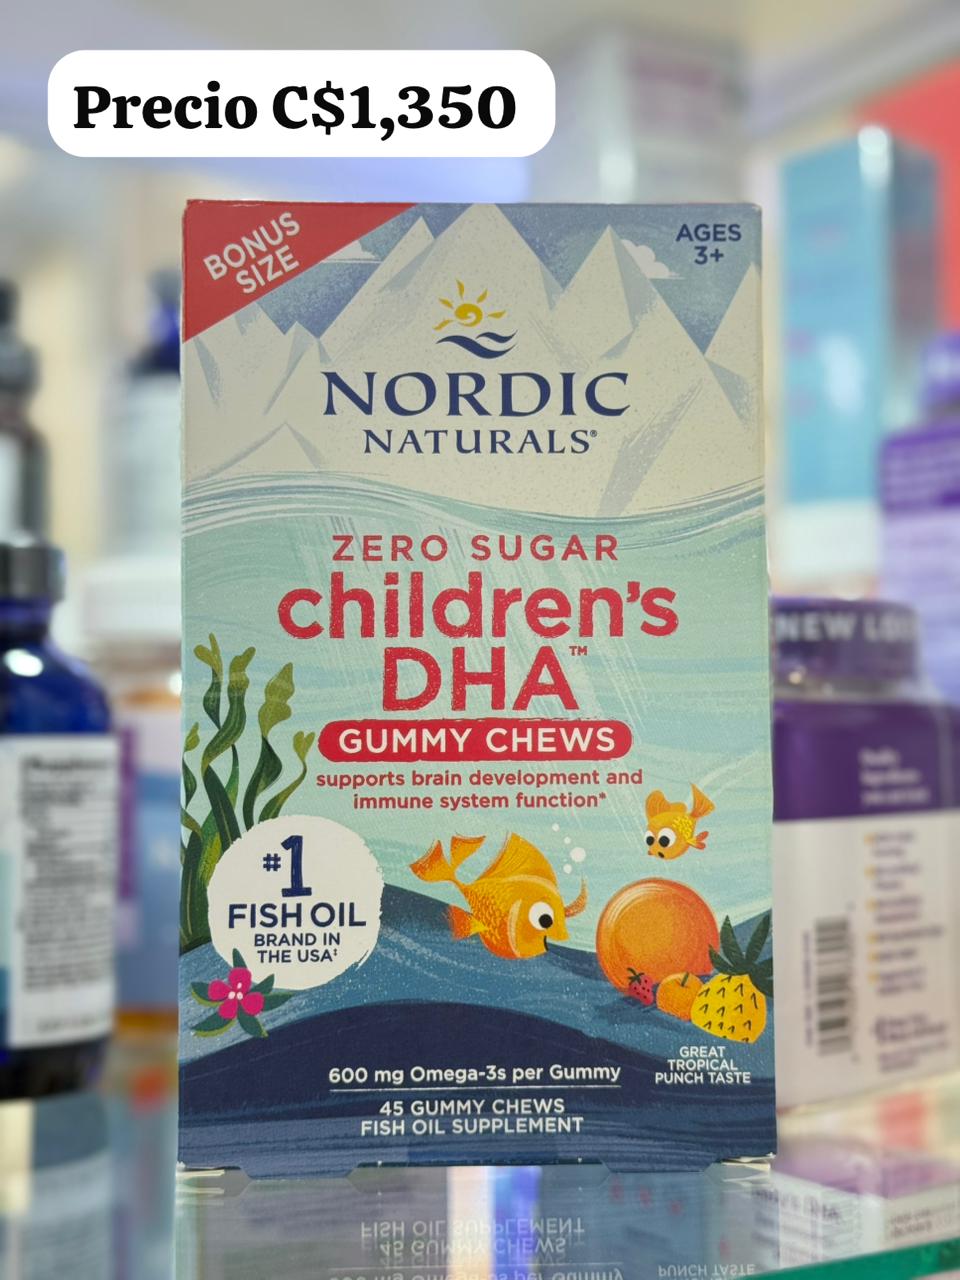 Precio C$1,350
BONUS
SIZE
AGES
3+
NORDIC
NATURALS®
ZERO SUGAR
children's
DHA™
GUMMY CHEWS
supports brain development and
immune system function*
#1
FISH OIL
BRAND IN
THE USA‡
GREAT
TROPICAL
PUNCH TASTE
600 mg Omega-3s per Gummy
45 GUMMY CHEWS
FISH OIL SUPPLEMENT
NEW